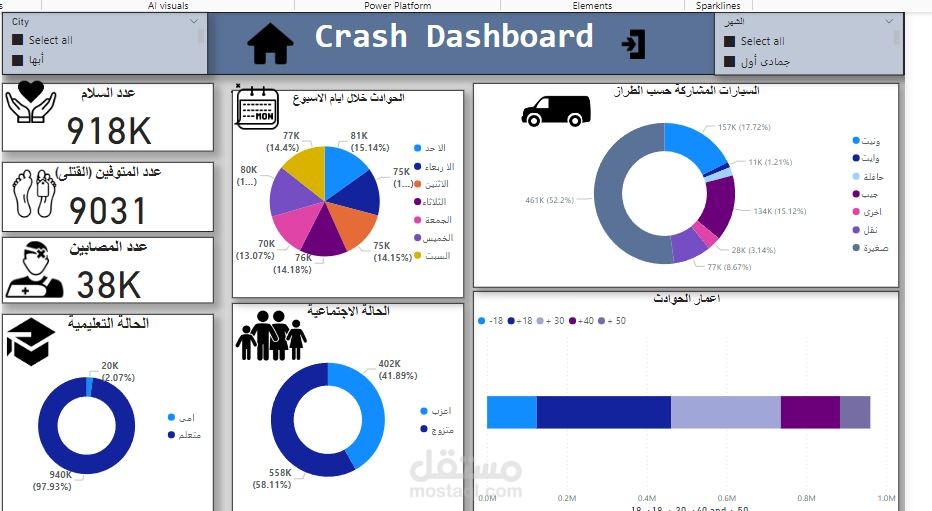 AI visuals
Power Platform
Elements
Sparklines
City
Select all
أبها
Crash Dashboard
الشهر
Select all
جمادى أول
عدد السلام
918K
عدد المتوفين (القتلى)
9031
عدد المصابين
38K
الحالة التعليمية
20K
(2.07%)
امي
متعلم
940K
(97.93%)
MON
الحوادث خلال ايام الاسبوع
77K
(14.4%)
81K
(15.14%)
80K
(1...)
75K
(1...)
70K
(13.07%)
76K
(14.18%)
75K
(14.15%)
الاحد
الاربعاء
الاثنين
الثلاثاء
الجمعة
الخميس
السبت
الحالة الاجتماعية
402K
(41.89%)
اعزب
متزوج
558K
(58.11%)
السيارات المشاركة حسب الطراز
157K (17.72%)
11K (1.21%)
461K (52.2%)
134K (15.12%)
28K (3.14%)
77K (8.67%)
ونيت
وايت
حافلة
جيب
اخرى
نقل
صغيرة
اعمار الحوادث
-18 +18 + 30 +40 + 50
0.0M 0.2M 0.4M 0.6M 0.8M 1.0M
مستقل
mostaql.com